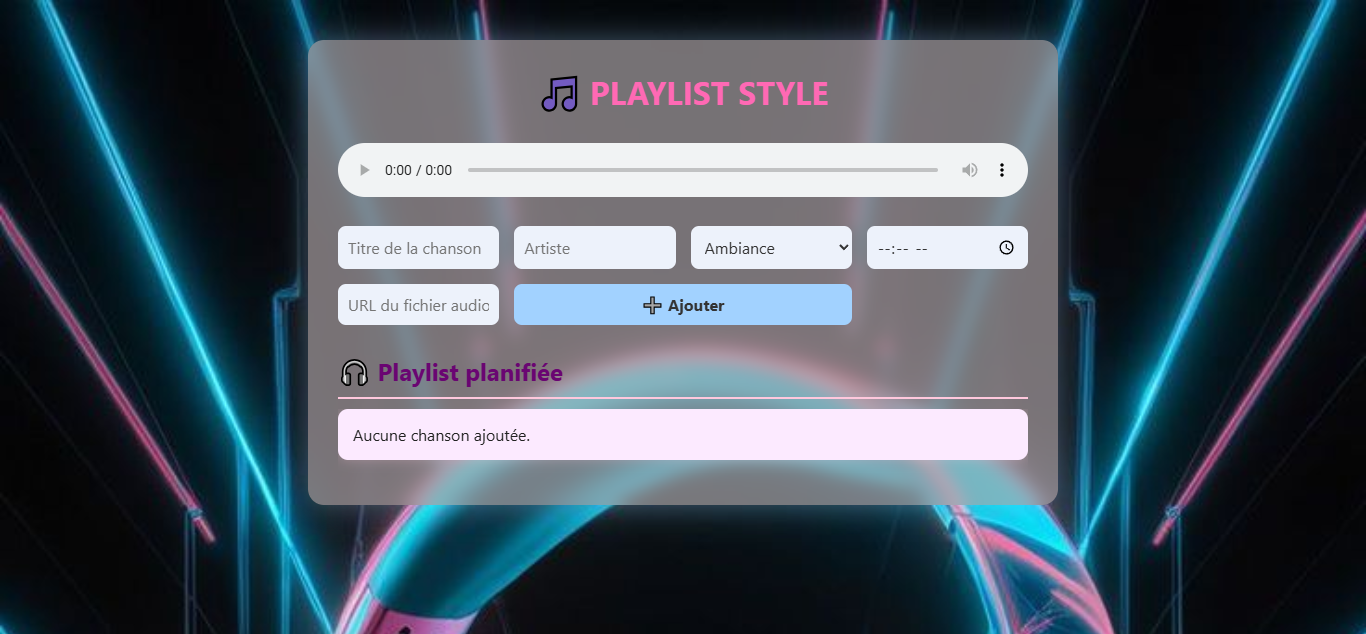 🎵 PLAYLIST STYLE
0:00 / 0:00
Titre de la chanson
Artiste
Ambiance
--:-- --
URL du fichier audio
➕ Ajouter
🎧 Playlist planifiée
Aucune chanson ajoutée.